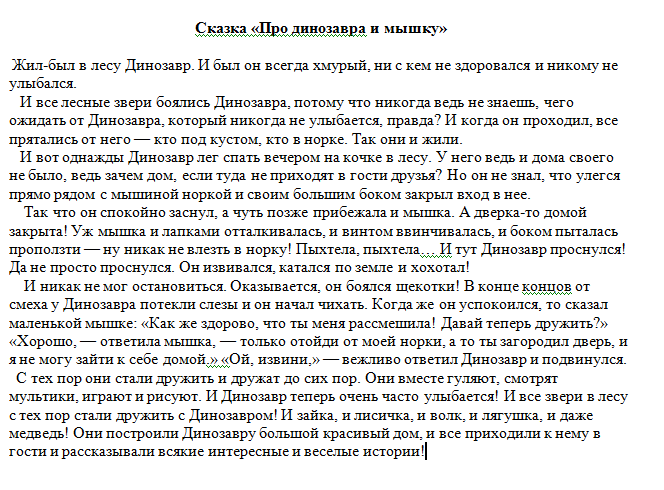 Сказка «Про динозавра и мышку»
Жил-был в лесу Динозавр. И был он всегда хмурый, ни с кем не здоровался и никому не
улыбался.
И все лесные звери боялись Динозавра, потому что никогда ведь не знаешь, чего
ожидать от Динозавра, который никогда не улыбается, правда? И когда он проходил, все
прятались от него — кто под кустом, кто в норке. Так они и жили.
И вот однажды Динозавр лег спать вечером на кочке в лесу. У него ведь и дома своего
не было, ведь зачем дом, если туда не приходят в гости друзья? Но он не знал, что улегся
прямо рядом с мышиной норкой и своим большим боком закрыл вход в нее.
Так что он спокойно заснул, а чуть позже прибежала и мышка. А дверка-то домой
закрыта! Уж мышка и лапками отталкивалась, и винтом ввинчивалась, и боком пыталась
проползти — ну никак не влезть в норку! Пыхтела, пыхтела… И тут Динозавр проснулся!
Да не просто проснулся. Он извивался, катался по земле и хохотал!
И никак не мог остановиться. Оказывается, он боялся щекотки! В конце концов от
смеха у Динозавра потекли слезы и он начал чихать. Когда же он успокоился, то сказал
маленькой мышке: «Как же здорово, что ты меня рассмешила! Давай теперь дружить?»
«Хорошо, — ответила мышка, — только отойди от моей норки, а то ты загородил дверь, и
я не могу зайти к себе домой.» «Ой, извини,» — вежливо ответил Динозавр и подвинулся.
С тех пор они стали дружить и дружат до сих пор. Они вместе гуляют, смотрят
мультики, играют и рисуют. И Динозавр теперь очень часто улыбается! И все звери в лесу
с тех пор стали дружить с Динозавром! И зайка, и лисичка, и волк, и лягушка, и даже
медведь! Они построили Динозавру большой красивый дом, и все приходили к нему в
гости и рассказывали всякие интересные и веселые истории!